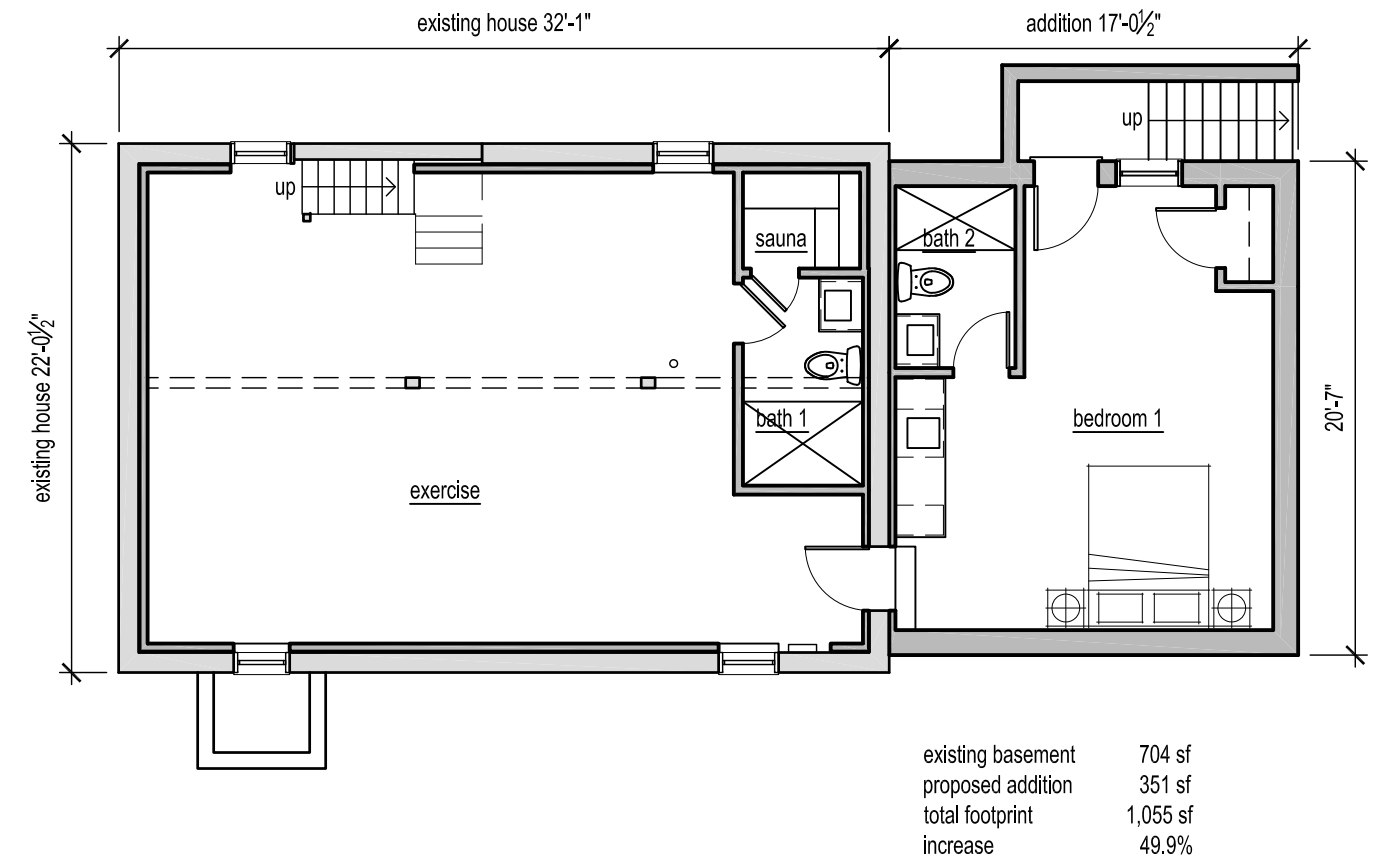 existing house 32'-1"
addition 17'-0½"
up
up
sauna
bath 2
existing house 22'-0½"
20'-7"
bath 1
bedroom 1
exercise
existing basement 704 sf
proposed addition 351 sf
total footprint 1,055 sf
increase 49.9%